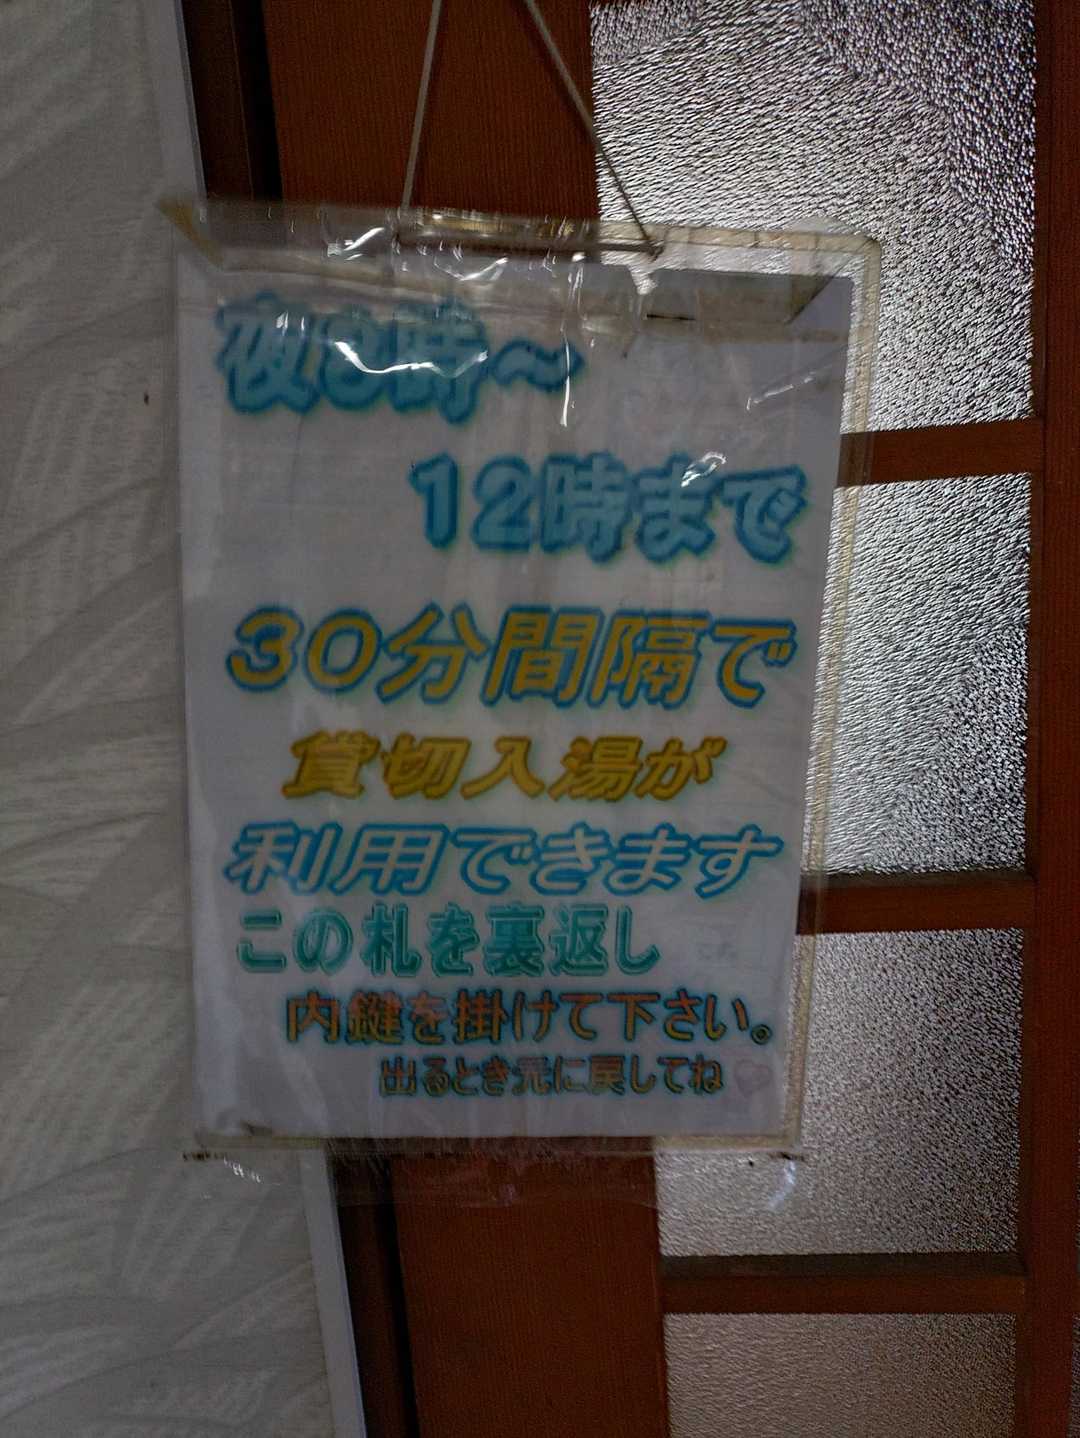 夜8時～
12時まで
30分間隔で
貸切入湯が
利用できます
この札を裏返し
内鍵を掛けて下さい。
出るとき元に戻してね♡